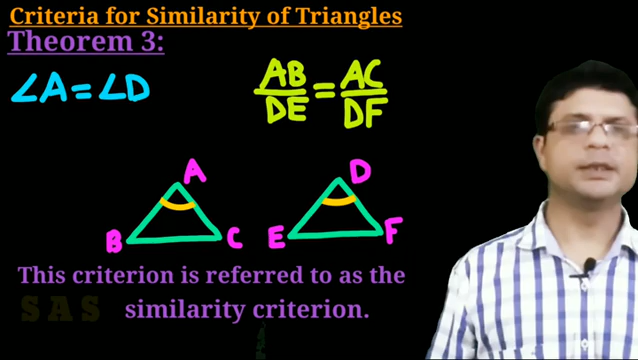 Criteria for Similarity of Triangles
Theorem 3:
∠A = ∠D
AB/DE = AC/DF
A
D
B
C
E
F
This criterion is referred to as the
SAS similarity criterion.